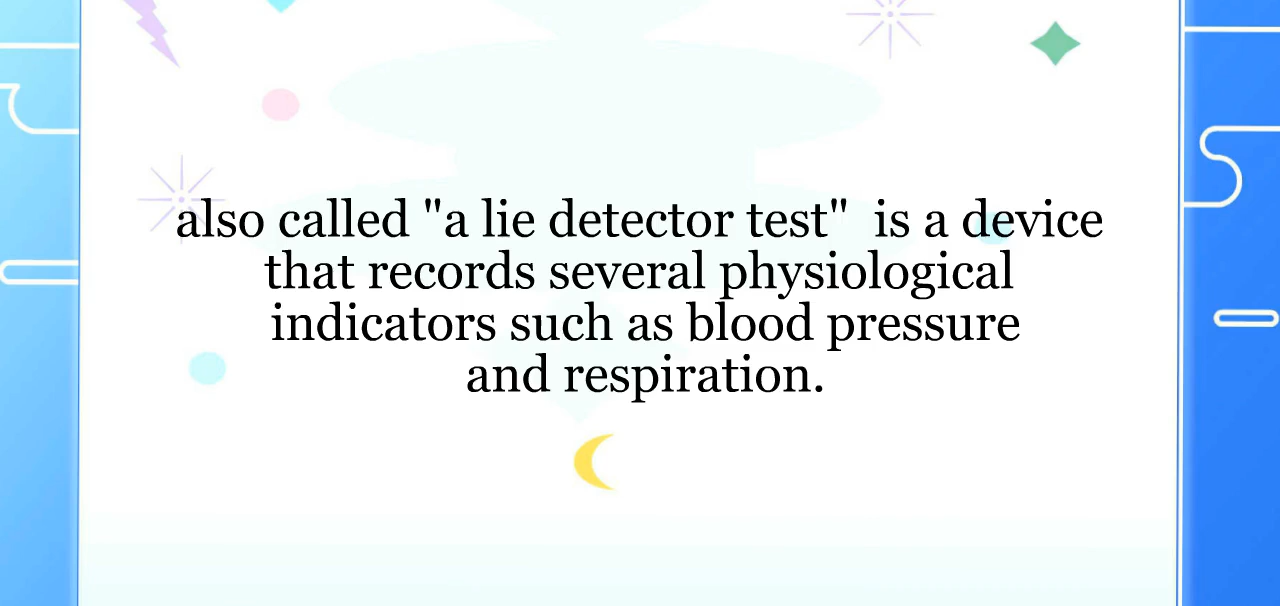 also called "a lie detector test"  is a device
that records several physiological
indicators such as blood pressure
and respiration.